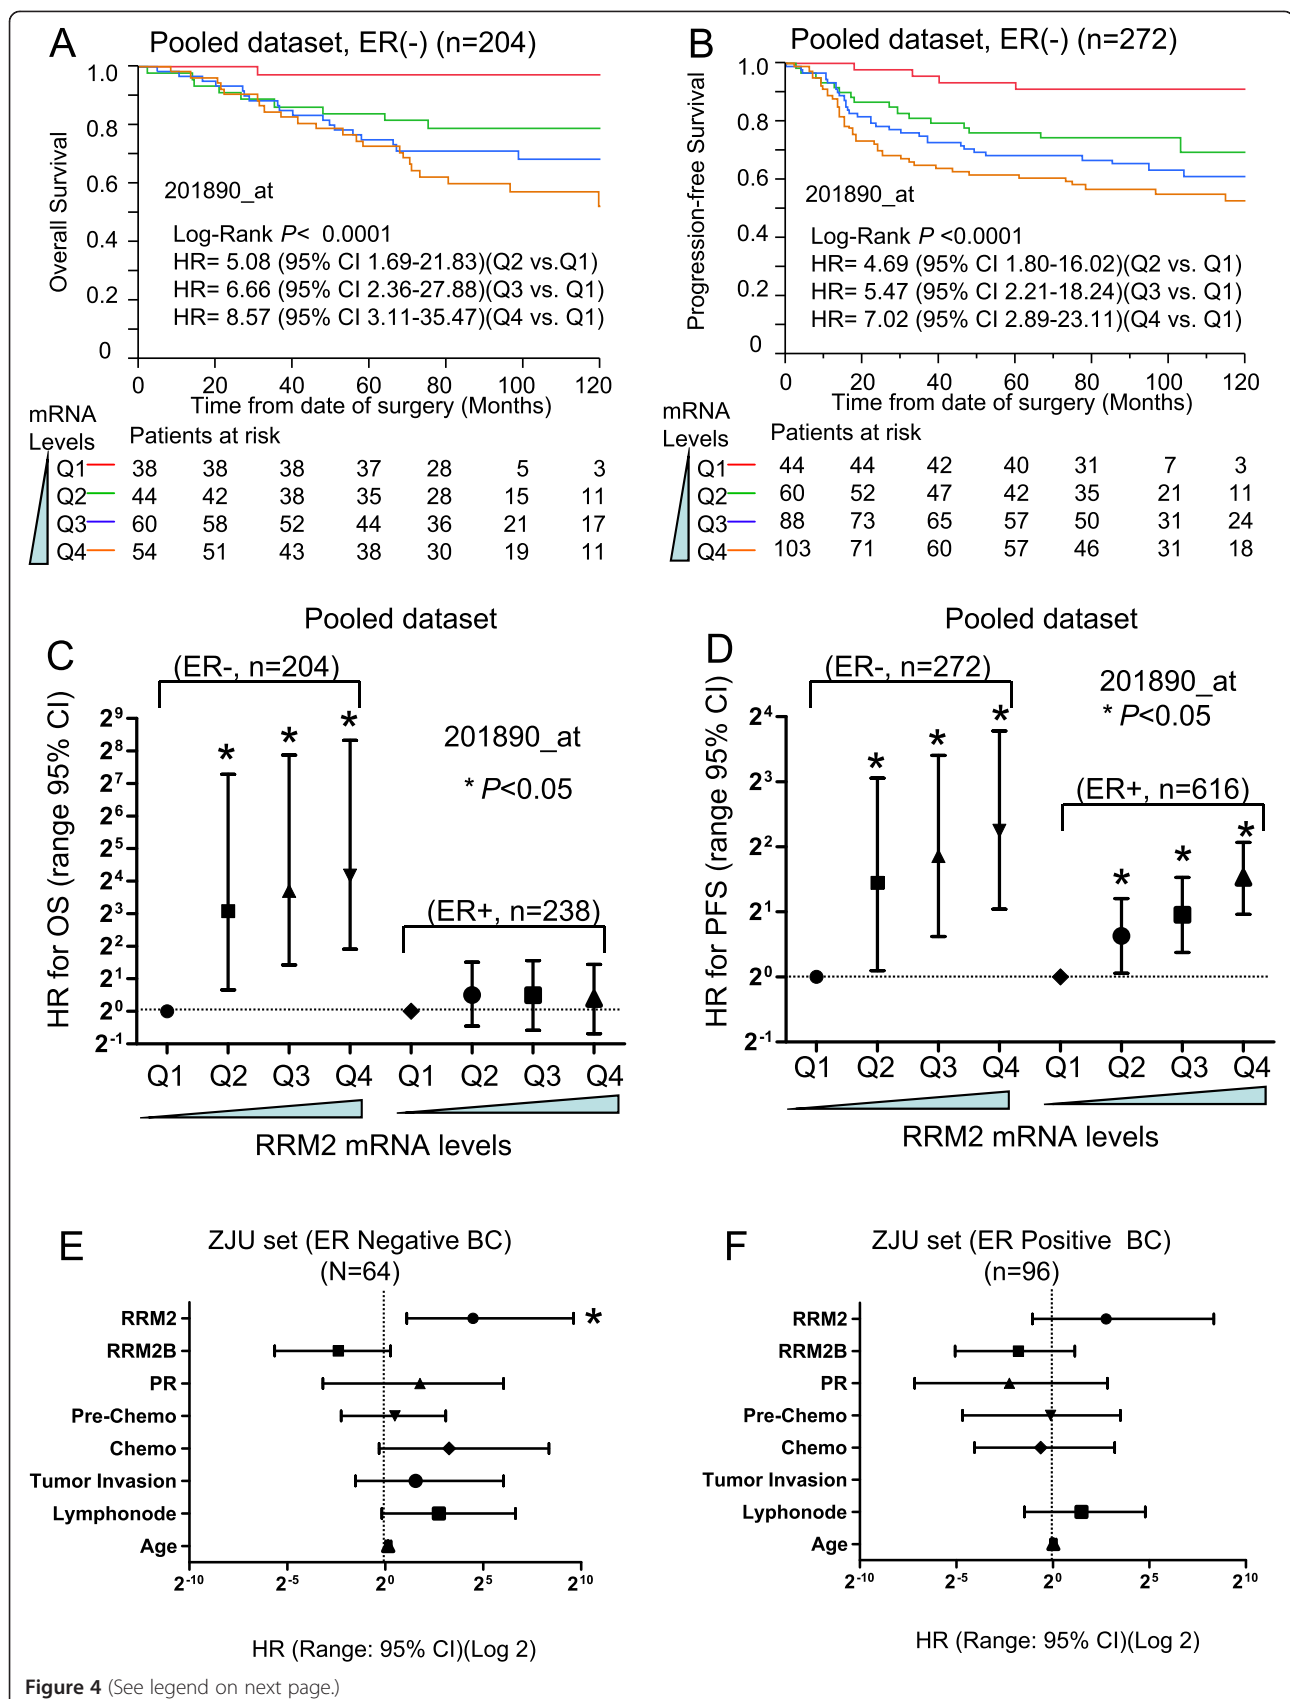 A
Pooled dataset, ER(-) (n=204)
1.0
0.8
0.6
0.4
0.2
0
Overall Survival
201890_at
Log-Rank P< 0.0001
HR= 5.08 (95% CI 1.69-21.83)(Q2 vs.Q1)
HR= 6.66 (95% CI 2.36-27.88)(Q3 vs. Q1)
HR= 8.57 (95% CI 3.11-35.47)(Q4 vs. Q1)
0 20 40 60 80 100 120
Time from date of surgery (Months)
mRNA
Levels
Patients at risk
Q1 38 38 38 37 28 5 3
Q2 44 42 38 35 28 15 11
Q3 60 58 52 44 36 21 17
Q4 54 51 43 38 30 19 11
B
Pooled dataset, ER(-) (n=272)
1.0
0.8
0.6
0.4
0.2
0
Progression-free Survival
201890_at
Log-Rank P <0.0001
HR= 4.69 (95% CI 1.80-16.02)(Q2 vs. Q1)
HR= 5.47 (95% CI 2.21-18.24)(Q3 vs. Q1)
HR= 7.02 (95% CI 2.89-23.11)(Q4 vs. Q1)
0 20 40 60 80 100 120
Time from date of surgery (Months)
mRNA
Levels
Patients at risk
Q1 44 44 42 40 31 7 3
Q2 60 52 47 42 35 21 11
Q3 88 73 65 57 50 31 24
Q4 103 71 60 57 46 31 18
C
Pooled dataset
(ER-, n=204)
HR for OS (range 95% CI)
2⁹
2⁸
2⁷
2⁶
2⁵
2⁴
2³
2²
2¹
2⁰
2⁻¹
* * *
201890_at
* P<0.05
(ER+, n=238)
Q1 Q2 Q3 Q4 Q1 Q2 Q3 Q4
RRM2 mRNA levels
D
Pooled dataset
(ER-, n=272)
HR for PFS (range 95% CI)
2⁴
2³
2²
2¹
2⁰
2⁻¹
* * *
201890_at
* P<0.05
(ER+, n=616)
* * *
Q1 Q2 Q3 Q4 Q1 Q2 Q3 Q4
RRM2 mRNA levels
E
ZJU set (ER Negative BC)
(N=64)
RRM2 *
RRM2B
PR
Pre-Chemo
Chemo
Tumor Invasion
Lymphonode
Age
2⁻¹⁰ 2⁻⁵ 2⁰ 2⁵ 2¹⁰
HR (Range: 95% CI)(Log 2)
F
ZJU set (ER Positive BC)
(n=96)
RRM2
RRM2B
PR
Pre-Chemo
Chemo
Tumor Invasion
Lyphonode
Age
2⁻¹⁰ 2⁻⁵ 2⁰ 2⁵ 2¹⁰
HR (Range: 95% CI)(Log 2)
Figure 4 (See legend on next page.)